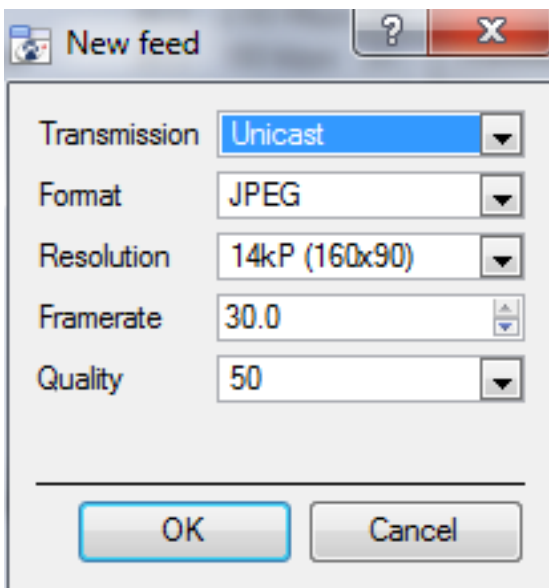 New feed
?
Transmission Unicast
Format JPEG
Resolution 14kP (160x90)
Framerate 30.0
Quality 50
OK Cancel